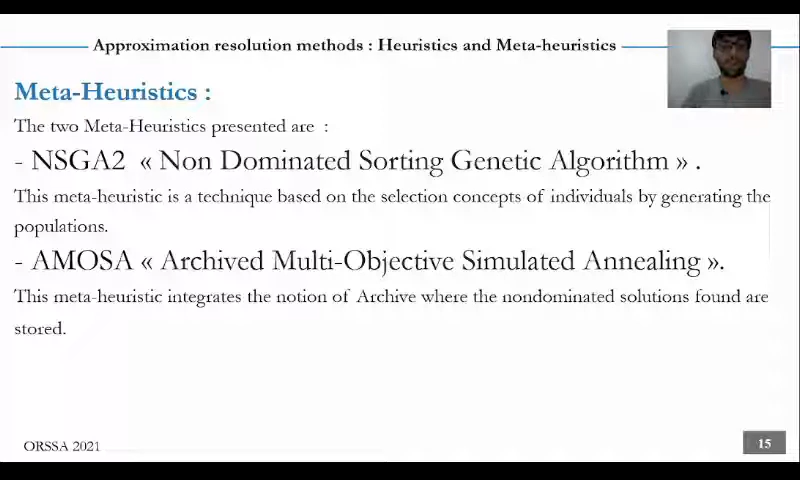 Approximation resolution methods : Heuristics and Meta-heuristics
Meta-Heuristics :
The two Meta-Heuristics presented are :
- NSGA2 « Non Dominated Sorting Genetic Algorithm » .
This meta-heuristic is a technique based on the selection concepts of individuals by generating the
populations.
- AMOSA « Archived Multi-Objective Simulated Annealing ».
This meta-heuristic integrates the notion of Archive where the nondominated solutions found are
stored.
ORSSA 2021
15